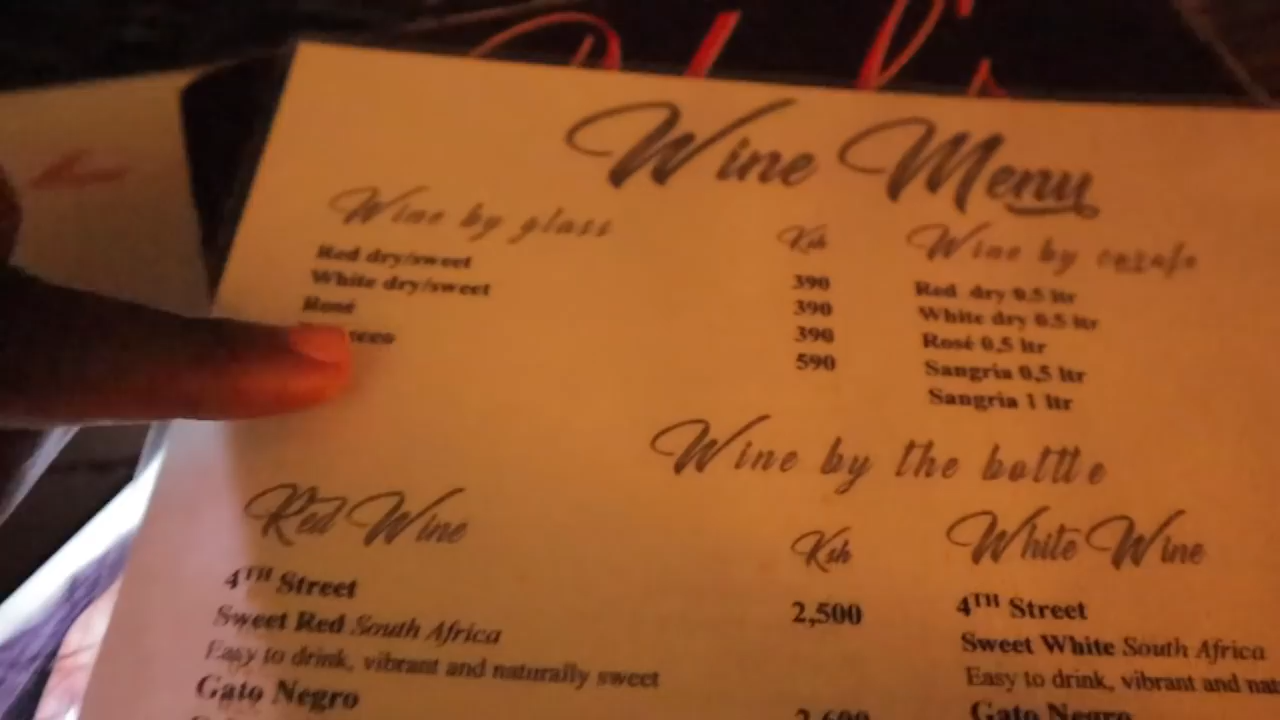 Wine Menu
Wine by glass Ksh
Red dry/sweet 390
White dry/sweet 390
Rosé 390
590
Wine by carafe
Red dry 0.5 ltr
White dry 0.5 ltr
Rosé 0,5 ltr
Sangria 0,5 ltr
Sangria 1 ltr
Wine by the bottle
Red Wine Ksh
4TH Street 2,500
Sweet Red South Africa
Easy to drink, vibrant and naturally sweet
Gato Negro 2,600
White Wine
4TH Street
Sweet White South Africa
Easy to drink, vibrant and
Gato Negro